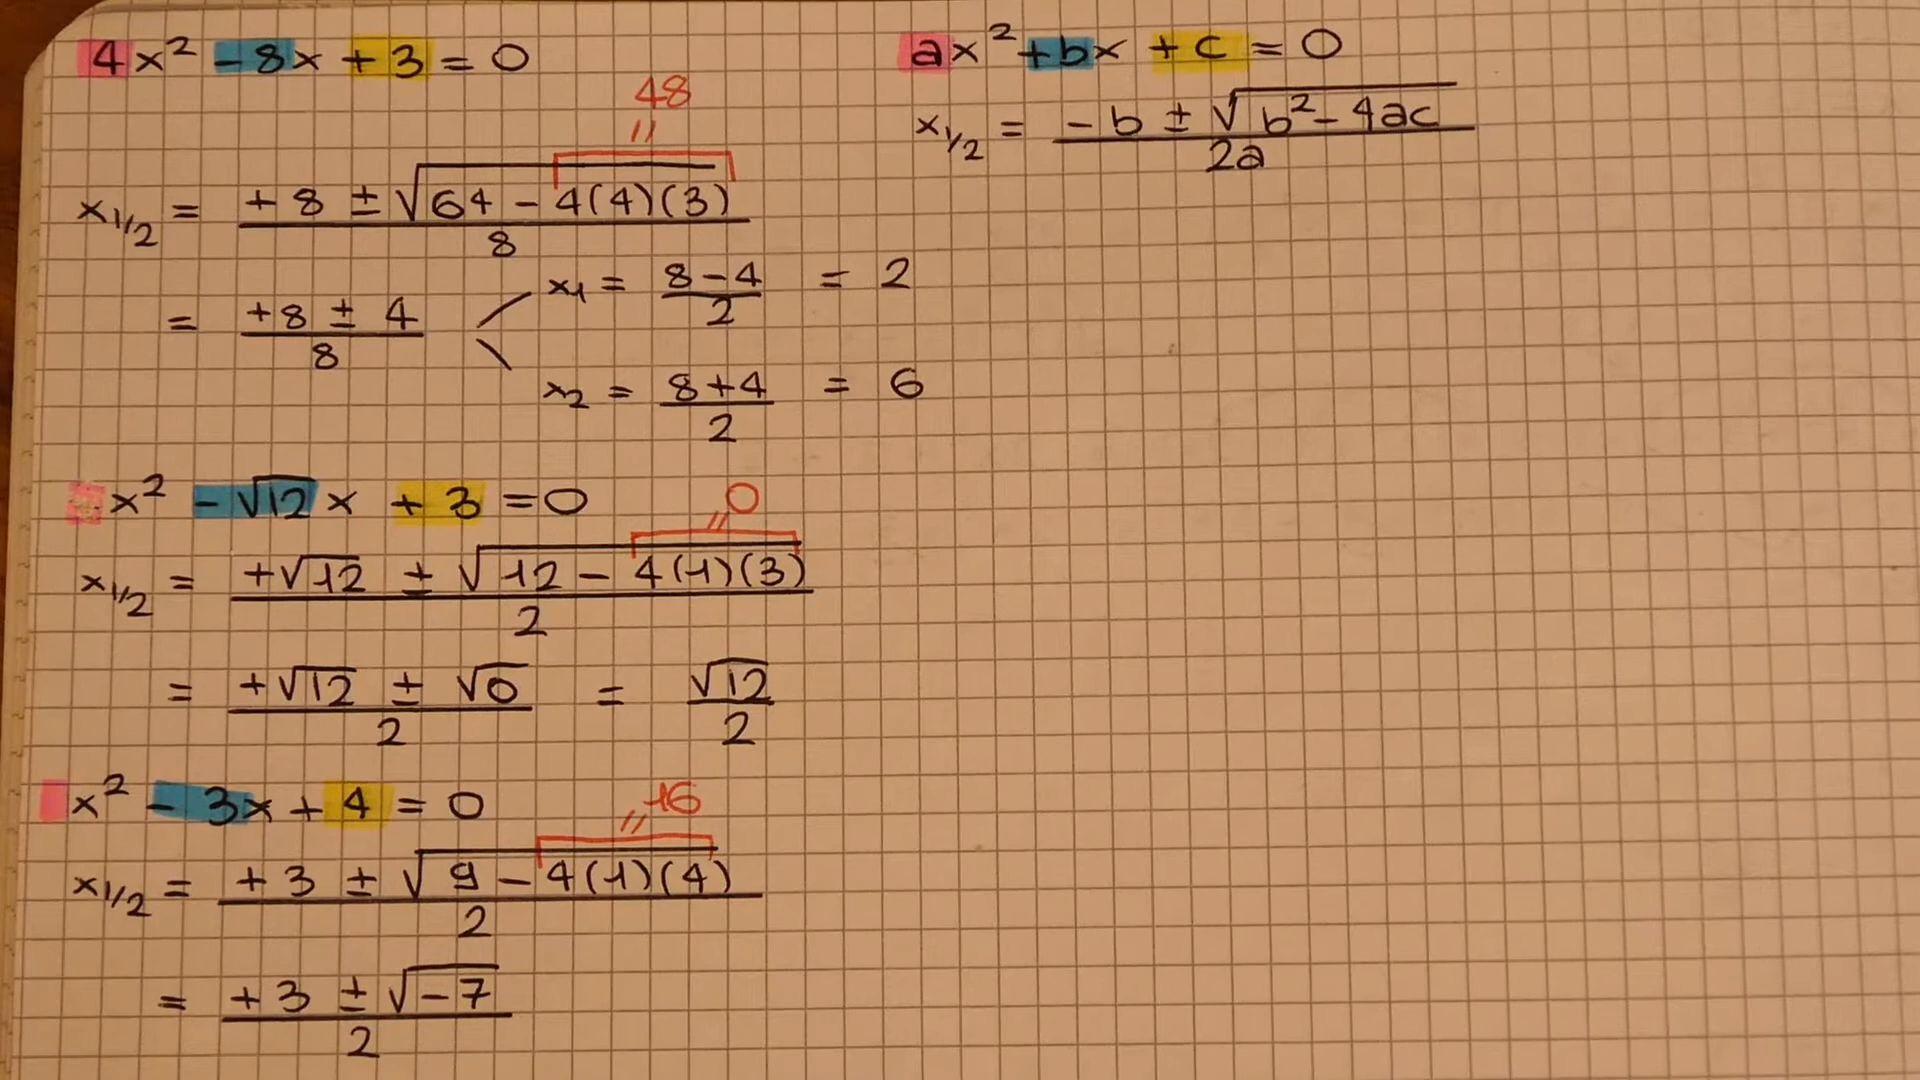 4x² - 8x + 3 = 0
48
=
x1/2 = (+8 ± √(64 - 4(4)(3))) / 8
= (+8 ± 4) / 8
x1 = (8 - 4) / 2 = 2
x2 = (8 + 4) / 2 = 6
x² - √12x + 3 = 0
0
=
x1/2 = (+√12 ± √(12 - 4(1)(3))) / 2
= (+√12 ± √0) / 2 = √12 / 2
x² - 3x + 4 = 0
16
=
x1/2 = (+3 ± √(9 - 4(1)(4))) / 2
= (+3 ± √-7) / 2
ax² + bx + c = 0
x1/2 = (-b ± √(b² - 4ac)) / 2a